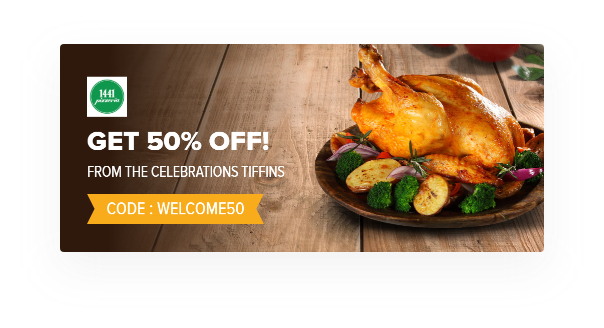 1441
pizzeria
GET 50% OFF!
FROM THE CELEBRATIONS TIFFINS
CODE : WELCOME50